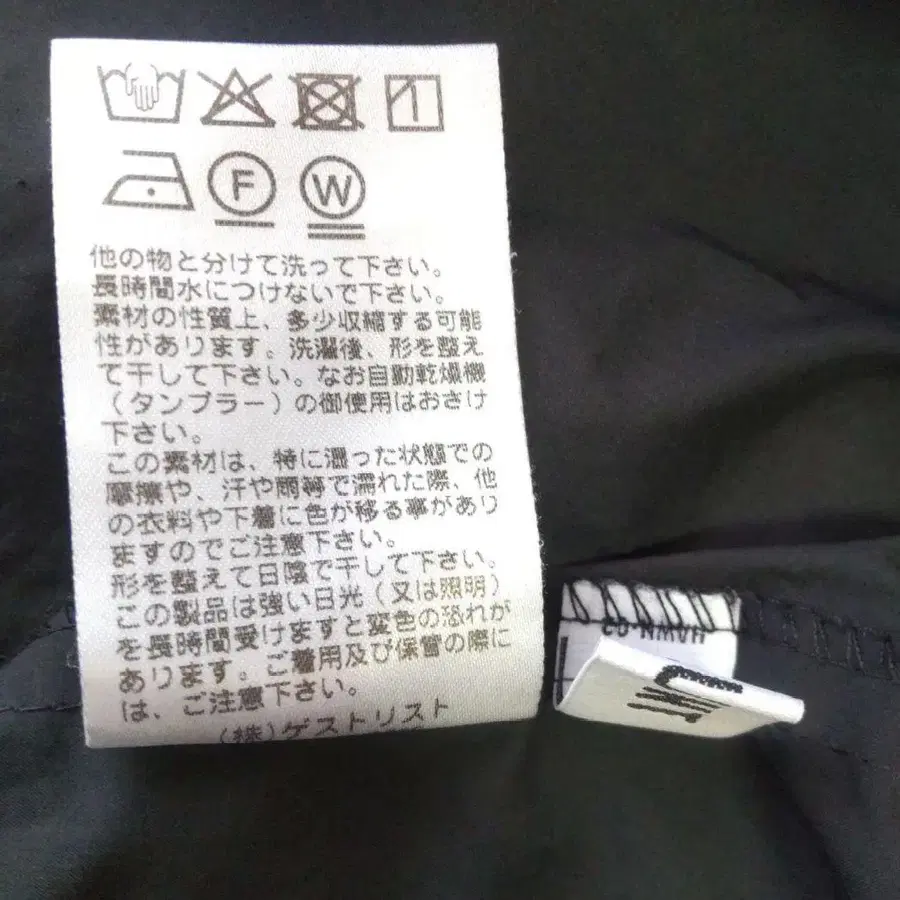 F
W
他の物と分けて洗って下さい。
長時間水につけないで下さい。
素材の性質上、多少収縮する可能
性があります。洗濯後、形を整え
て干して下さい。なお自動乾燥機
（タンブラー）の御使用はおさけ
下さい。
この素材は、特に湿った状態での
摩擦や、汗や雨等で濡れた際、他
の衣料や下着に色が移る事があり
ますのでご注意下さい。
形を整えて日陰で干して下さい。
この製品は強い日光（又は照明）
を長時間受けますと変色の恐れが
あります。ご着用及び保管の際に
は、ご注意下さい。
（株）ゲストリスト